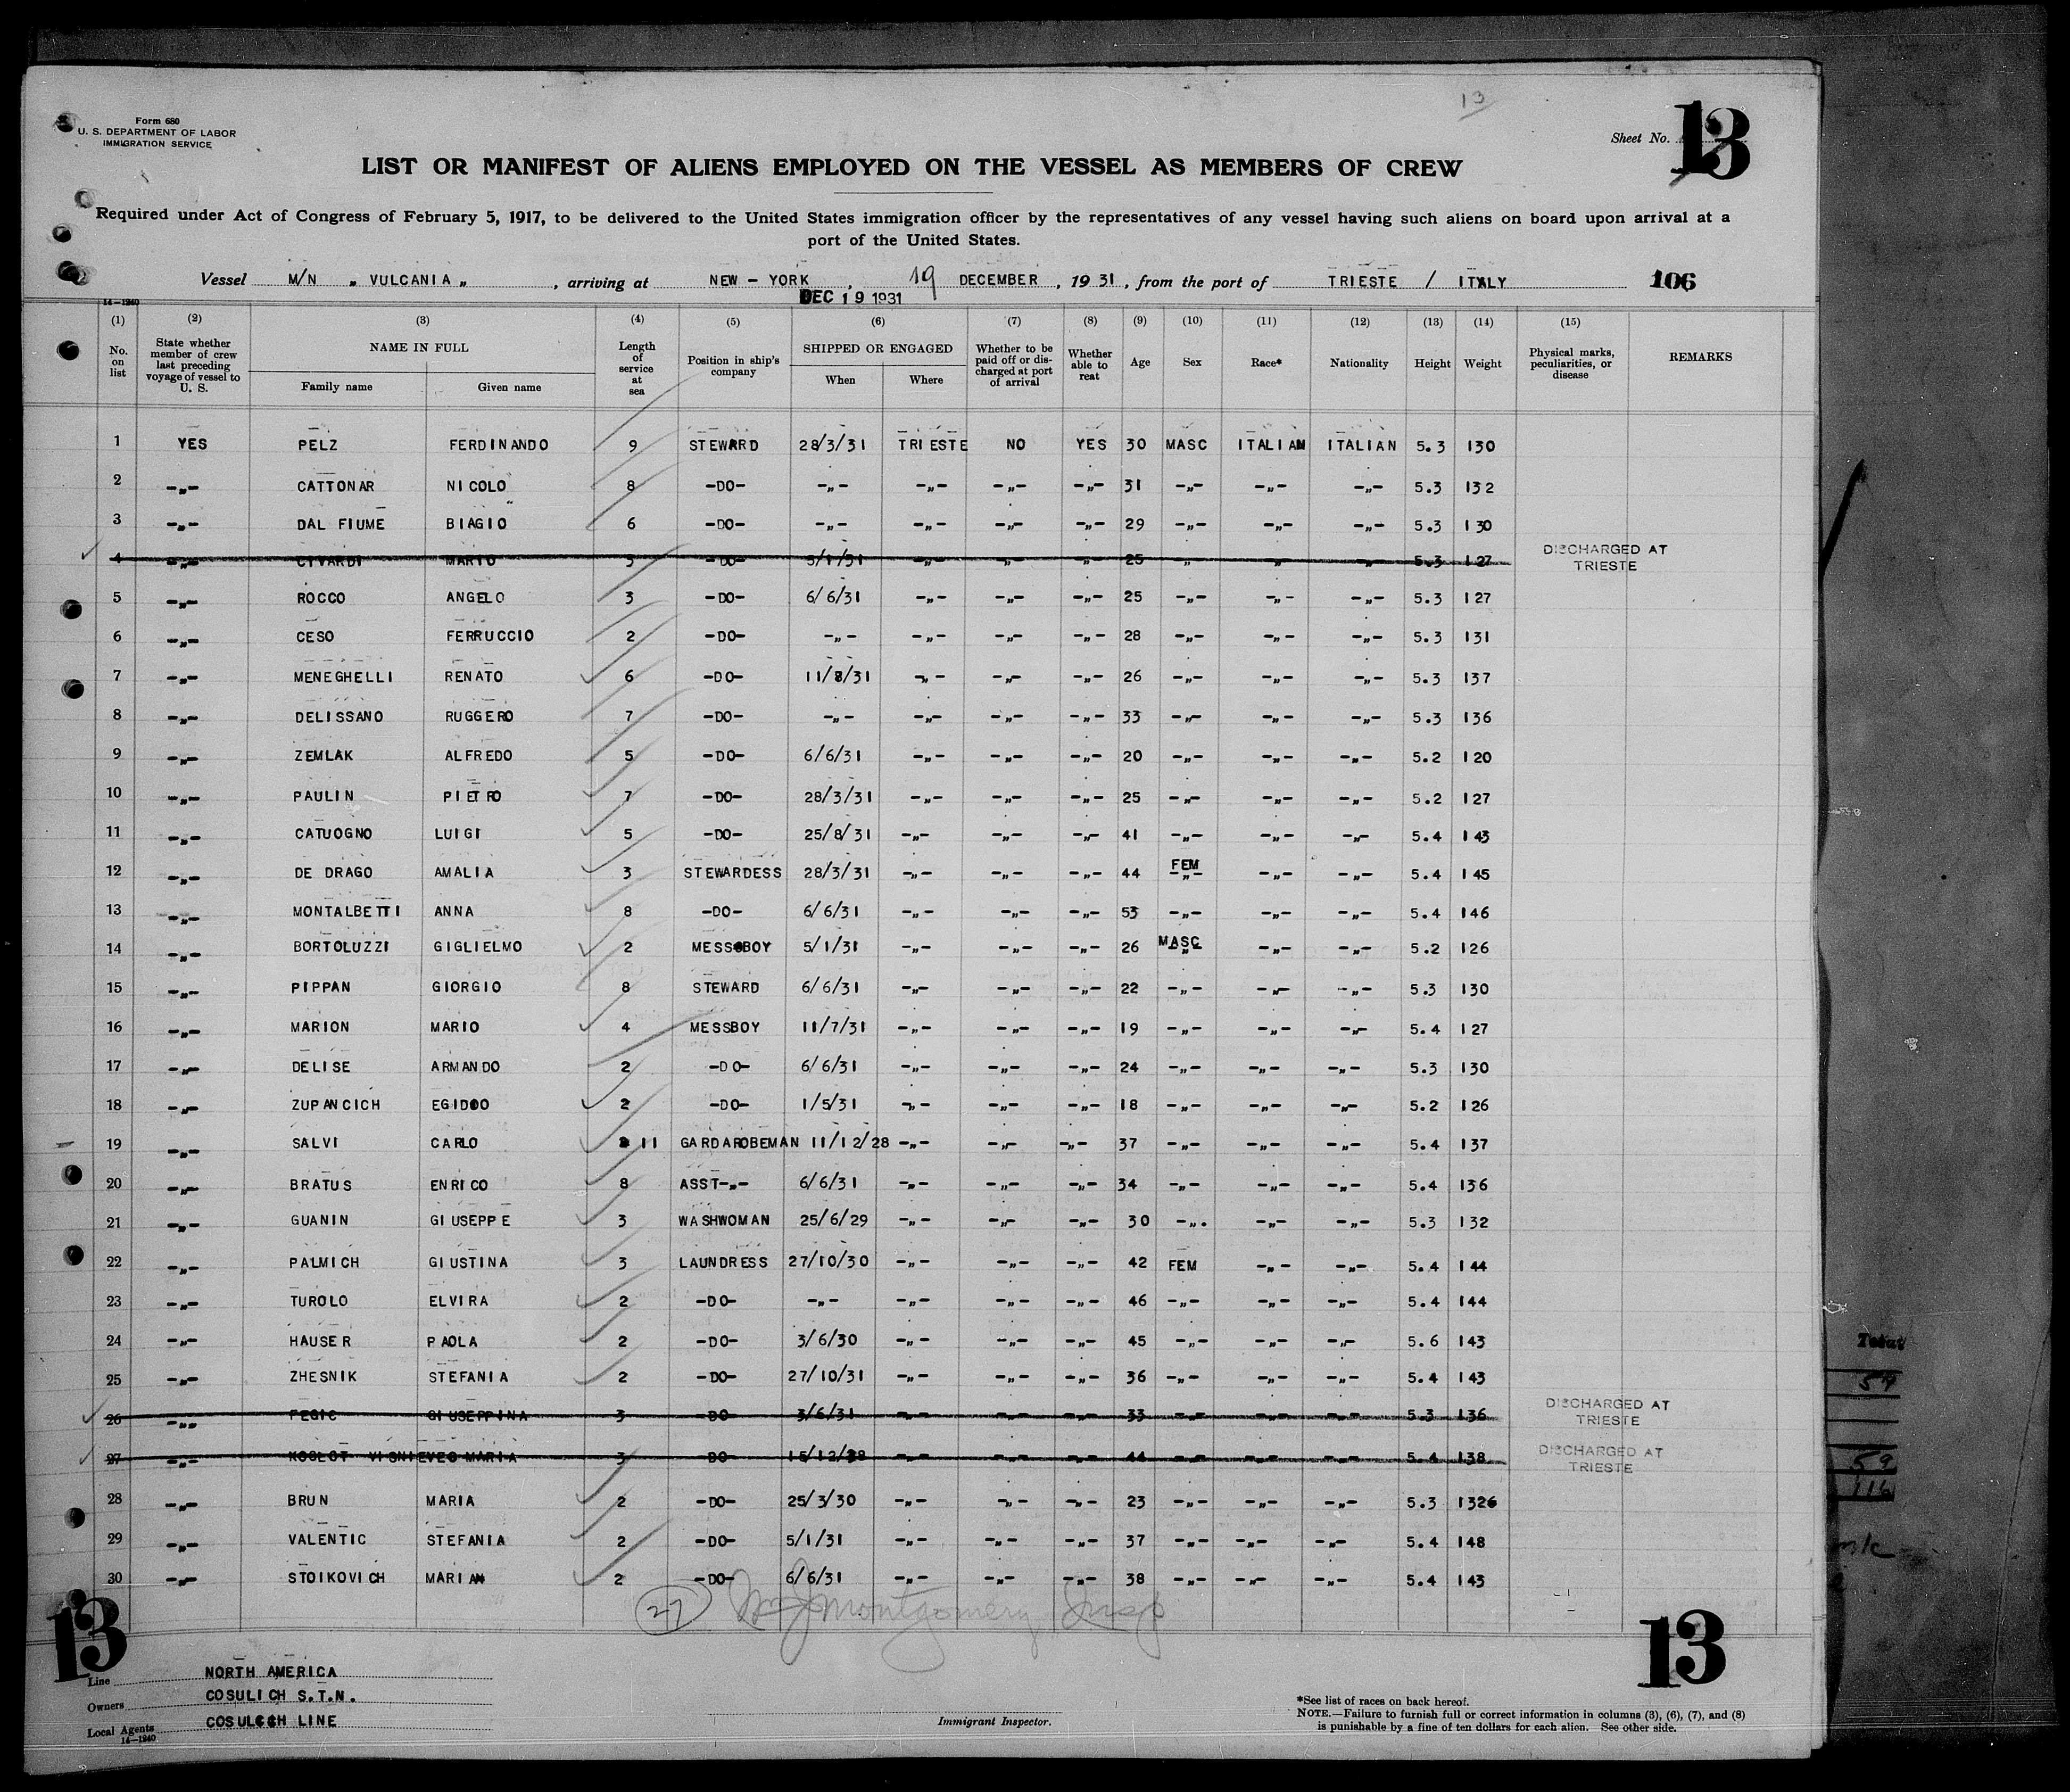 13
Form 680
U. S. DEPARTMENT OF LABOR
IMMIGRATION SERVICE
Sheet No. 13
LIST OR MANIFEST OF ALIENS EMPLOYED ON THE VESSEL AS MEMBERS OF CREW
Required under Act of Congress of February 5, 1917, to be delivered to the United States immigration officer by the representatives of any vessel having such aliens on board upon arrival at a
port of the United States.
Vessel M/N „ VULCANIA „ , arriving at NEW - YORK , 19 DECEMBER , 19 31 , from the port of TRIESTE / ITALY 106
DEC 19 1931
14-1240
(1) (2) (3) (4) (5) (6) (7) (8) (9) (10) (11) (12) (13) (14) (15)
No. on list State whether member of crew last preceding voyage of vessel to U. S. NAME IN FULL Family name Given name Length of service at sea Position in ship's company SHIPPED OR ENGAGED When Where Whether to be paid off or discharged at port of arrival Whether able to reat Age Sex Race* Nationality Height Weight Physical marks, peculiarities, or disease REMARKS
1 YES PELZ FERDINANDO 9 STEWARD 28/3/31 TRIESTE NO YES 30 MASC ITALIAN ITALIAN 5.3 130
2 -„- CATTONAR NICOLO 8 -DO- -„- -„- -„- -„- 31 -„- -„- -„- 5.3 132
3 -„- DAL FIUME BIAGIO 6 -DO- -„- -„- -„- -„- 29 -„- -„- -„- 5.3 130
4 -„- CIVARDI MARIO 5 -DO- 5/1/31 -„- -„- -„- 25 -„- -„- -„- 5.3 127 DISCHARGED AT TRIESTE
5 -„- ROCCO ANGELO 3 -DO- 6/6/31 -„- -„- -„- 25 -„- -„- -„- 5.3 127
6 -„- CESO FERRUCCIO 2 -DO- -„- -„- -„- -„- 28 -„- -„- -„- 5.3 131
7 -„- MENEGHELLI RENATO 6 -DO- 11/8/31 -„- -„- -„- 26 -„- -„- -„- 5.3 137
8 -„- DELISSANO RUGGERO 7 -DO- -„- -„- -„- -„- 33 -„- -„- -„- 5.3 136
9 -„- ZEMLAK ALFREDO 5 -DO- 6/6/31 -„- -„- -„- 20 -„- -„- -„- 5.2 120
10 -„- PAULIN PIETRO 7 -DO- 28/3/31 -„- -„- -„- 25 -„- -„- -„- 5.2 127
11 -„- CATUOGNO LUIGI 5 -DO- 25/8/31 -„- -„- -„- 41 -„- -„- -„- 5.4 143
12 -„- DE DRAGO AMALIA 3 STEWARDESS 28/3/31 -„- -„- -„- 44 FEM -„- -„- -„- 5.4 145
13 -„- MONTALBETTI ANNA 8 -DO- 6/6/31 -„- -„- -„- 53 -„- -„- -„- 5.4 146
14 -„- BORTOLUZZI GIGLIELMO 2 MESSBOY 5/1/31 -„- -„- -„- 26 MASC -„- -„- -„- 5.2 126
15 -„- PIPPAN GIORGIO 8 STEWARD 6/6/31 -„- -„- -„- 22 -„- -„- -„- 5.3 130
16 -„- MARION MARIO 4 MESSBOY 11/7/31 -„- -„- -„- 19 -„- -„- -„- 5.4 127
17 -„- DELISE ARMANDO 2 -DO- 6/6/31 -„- -„- -„- 24 -„- -„- -„- 5.3 130
18 -„- ZUPANCICH EGIDIO 2 -DO- 1/5/31 -„- -„- -„- 18 -„- -„- -„- 5.2 126
19 -„- SALVI CARLO 11 GARDAROBEMAN 11/12/28 -„- -„- -„- 37 -„- -„- -„- 5.4 137
20 -„- BRATUS ENRICO 8 ASST-„- 6/6/31 -„- -„- -„- 34 -„- -„- -„- 5.4 136
21 -„- GUANIN GIUSEPPE 3 WASHWOMAN 25/6/29 -„- -„- -„- 30 -„. -„- -„- 5.3 132
22 -„- PALMICH GIUSTINA 3 LAUNDRESS 27/10/30 -„- -„- -„- 42 FEM -„- -„- 5.4 144
23 -„- TUROLO ELVIRA 2 -DO- -„- -„- -„- -„- 46 -„- -„- -„- 5.4 144
24 -„- HAUSER PAOLA 2 -DO- 3/6/30 -„- -„- -„- 45 -„- -„- -„- 5.6 143
25 -„- ZHESNIK STEFANIA 2 -DO- 27/10/31 -„- -„- -„- 36 -„- -„- -„- 5.4 143
26 -„- GIUSEPPINA 3 -DO- 3/6/31 -„- -„- -„- 33 -„- -„- -„- 5.3 136 DISCHARGED AT TRIESTE
27 -„- MARIA 3 -DO- 15/12/28 -„- -„- -„- 44 -„- -„- -„- 5.4 138 DISCHARGED AT TRIESTE
28 -„- BRUN MARIA 2 -DO- 25/3/30 -„- -„- -„- 23 -„- -„- -„- 5.3 1326
29 -„- VALENTIC STEFANIA 2 -DO- 5/1/31 -„- -„- -„- 37 -„- -„- -„- 5.4 148
30 -„- STOIKOVICH MARIA 2 -DO- 6/6/31 -„- -„- -„- 38 -„- -„- -„- 5.4 143
27 Wm J Montgomery Insp
13 13
Line NORTH AMERICA
Owners COSULICH S.T.N.
Local Agents COSULICH LINE
14-1240
Immigrant Inspector.
*See list of races on back hereof.
NOTE.—Failure to furnish full or correct information in columns (3), (6), (7), and (8)
is punishable by a fine of ten dollars for each alien. See other side.
Total
59
59
116